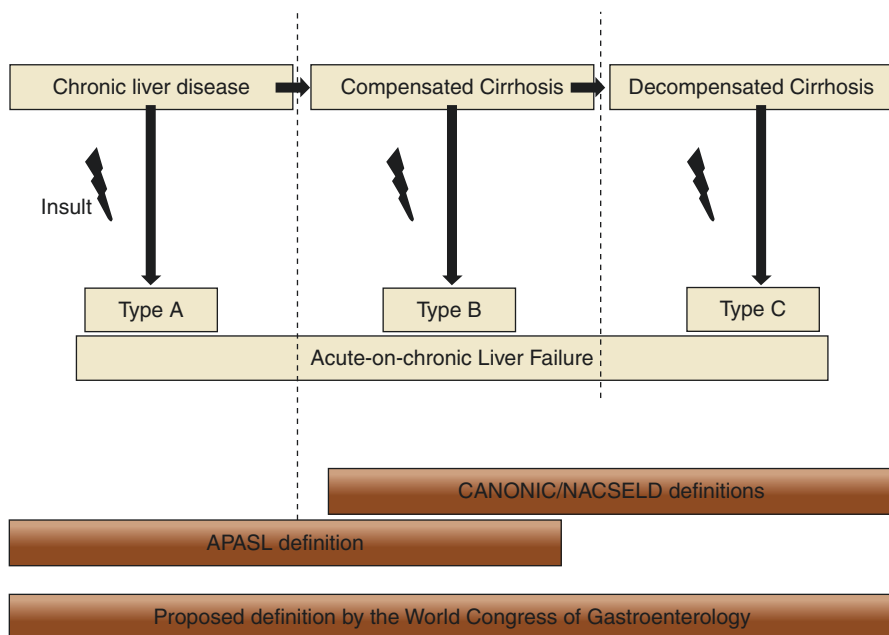 Chronic liver disease
Compensated Cirrhosis
Decompensated Cirrhosis
Insult
Type A
Type B
Type C
Acute-on-chronic Liver Failure
CANONIC/NACSELD definitions
APASL definition
Proposed definition by the World Congress of Gastroenterology